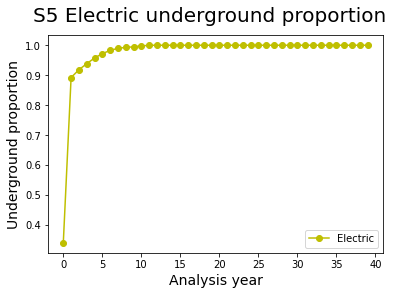 S5 Electric underground proportion
Underground proportion
1.0
0.9
0.8
0.7
0.6
0.5
0.4
Electric
0 5 10 15 20 25 30 35 40
Analysis year